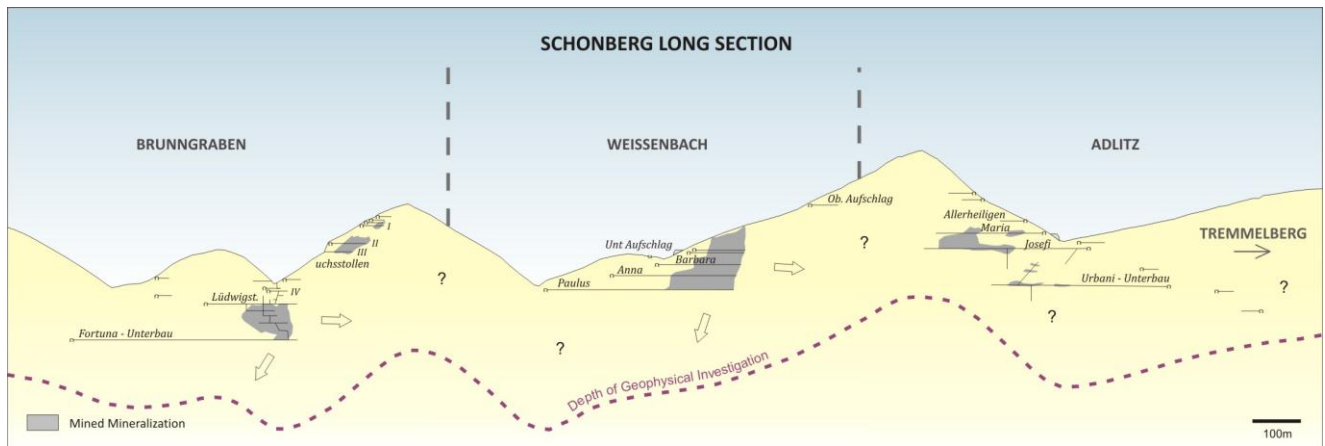 SCHONBERG LONG SECTION
BRUNNGRABEN
WEISSENBACH
ADLITZ
I
II
III
uchsstollen
IV
Lüdwigst.
Fortuna - Unterbau
?
Unt Aufschlag
Barbara
Anna
Paulus
?
Ob. Aufschlag
?
Allerheiligen
Maria
Josefi
Urbani - Unterbau
?
TREMMELBERG
?
Depth of Geophysical Investigation
Mined Mineralization
100m